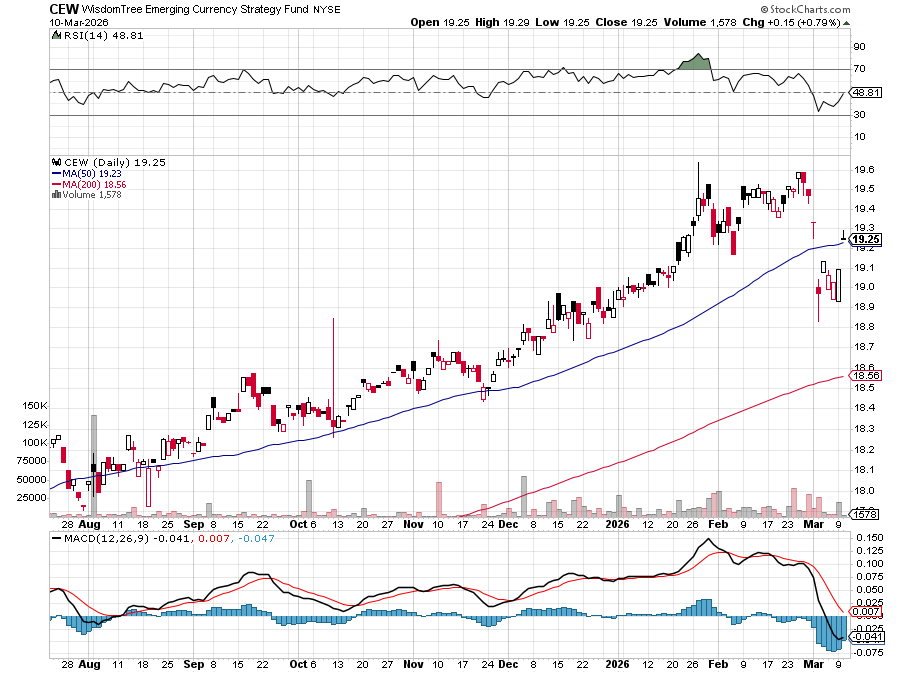 CEW WisdomTree Emerging Currency Strategy Fund NYSE
© StockCharts.com
10-Mar-2026
Open 19.25 High 19.29 Low 19.25 Close 19.25 Volume 1,578 Chg +0.15 (+0.79%)
RSI(14) 48.81
90
70
48.81
30
10
CEW (Daily) 19.25
MA(50) 19.23
MA(200) 18.56
Volume 1,578
19.6
19.5
19.4
19.3
19.25
19.2
19.1
19.0
18.9
18.8
18.7
18.6
18.56
18.5
18.4
18.3
18.2
18.1
18.0
1578
150K
125K
100K
75000
50000
25000
28 Aug 11 18 25 Sep 8 15 22 Oct 6 13 20 27 Nov 10 17 24 Dec 8 15 22 2026 12 20 26 Feb 9 17 23 Mar 9
MACD(12,26,9) -0.041, 0.007, -0.047
0.150
0.125
0.100
0.075
0.050
0.025
0.007
-0.025
-0.041
-0.075
28 Aug 11 18 25 Sep 8 15 22 Oct 6 13 20 27 Nov 10 17 24 Dec 8 15 22 2026 12 20 26 Feb 9 17 23 Mar 9